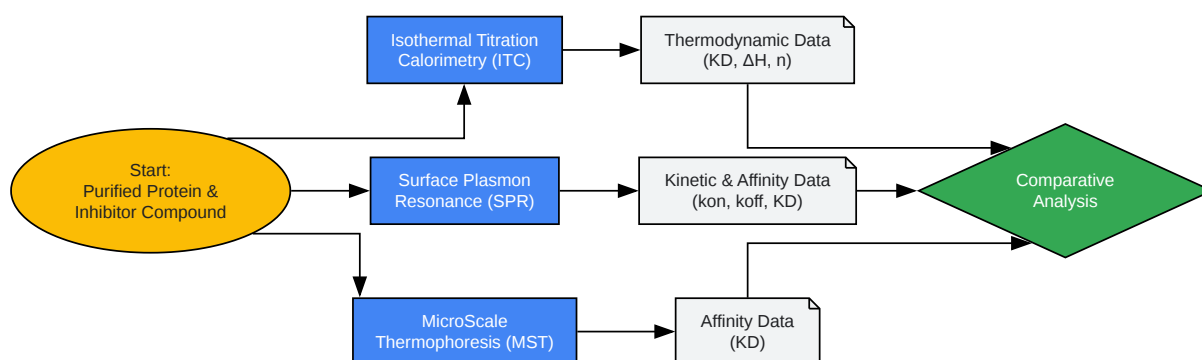 Start:
Purified Protein &
Inhibitor Compound
Isothermal Titration
Calorimetry (ITC)
Thermodynamic Data
(KD, ΔH, n)
Surface Plasmon
Resonance (SPR)
Kinetic & Affinity Data
(kon, koff, KD)
MicroScale
Thermophoresis (MST)
Affinity Data
(KD)
Comparative
Analysis